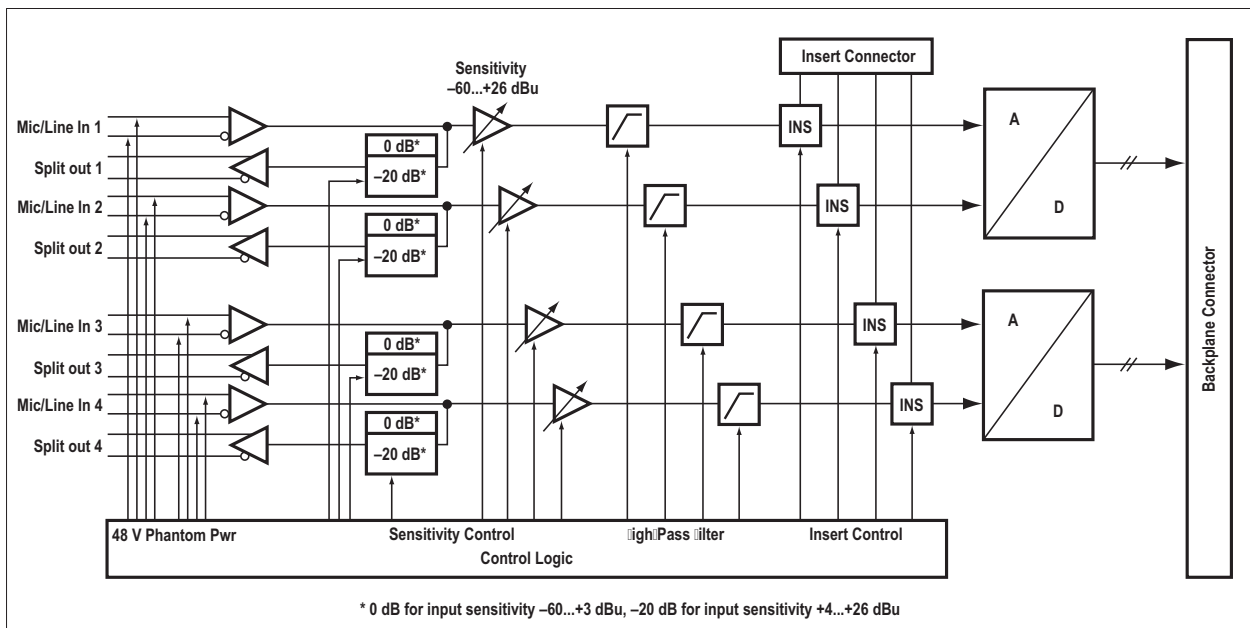 Insert Connector
Sensitivity
–60...+26 dBu
Mic/Line In 1
INS
A
D
0 dB*
–20 dB*
Split out 1
Mic/Line In 2
INS
0 dB*
–20 dB*
Split out 2
Backplane Connector
Mic/Line In 3
INS
A
D
0 dB*
–20 dB*
Split out 3
Mic/Line In 4
INS
0 dB*
–20 dB*
Split out 4
48 V Phantom Pwr
Sensitivity Control
▯igh▯Pass ▯ilter
Insert Control
Control Logic
* 0 dB for input sensitivity –60...+3 dBu, –20 dB for input sensitivity +4...+26 dBu